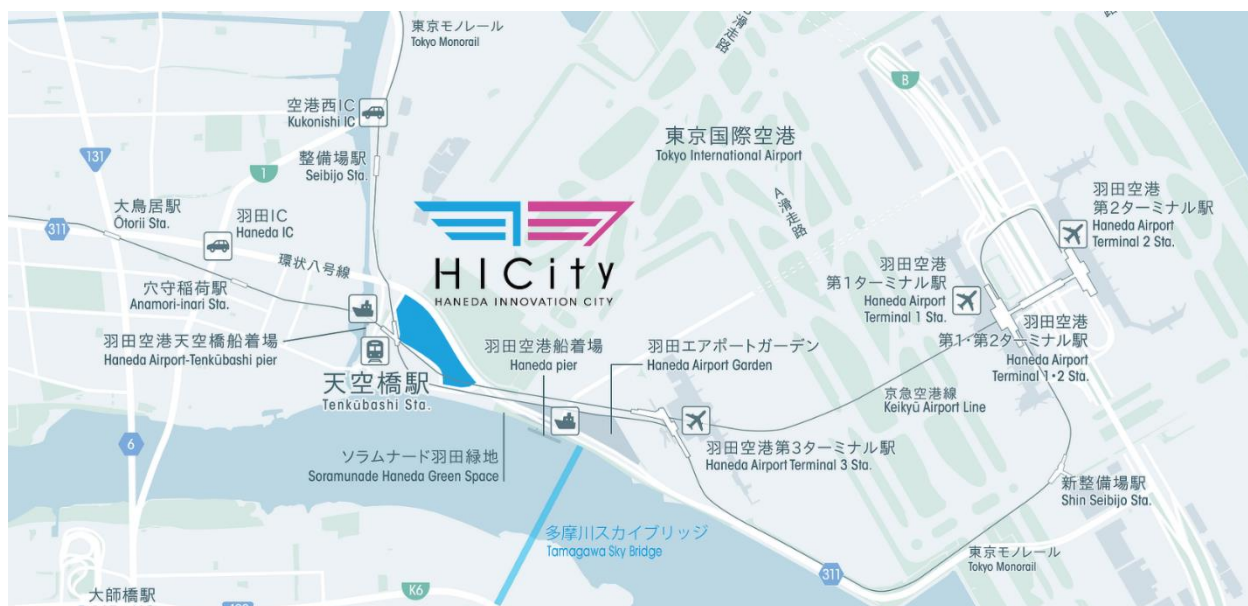 東京モノレール
Tokyo Monorail
滑走路
B
空港西IC
Kukonishi IC
東京国際空港
Tokyo International Airport
131
1
整備場駅
Seibijo Sta.
A滑走路
羽田空港
第2ターミナル駅
Haneda Airport
Terminal 2 Sta.
大鳥居駅
Ōtorii Sta.
311
羽田IC
Haneda IC
環状八号線
HICity
HANEDA INNOVATION CITY
羽田空港
第1ターミナル駅
Haneda Airport
Terminal 1 Sta.
穴守稲荷駅
Anamori-inari Sta.
羽田空港天空橋船着場
Haneda Airport-Tenkūbashi pier
羽田空港船着場
Haneda pier
羽田エアポートガーデン
Haneda Airport Garden
羽田空港
第1・第2ターミナル駅
Haneda Airport
Terminal 1・2 Sta.
天空橋駅
Tenkūbashi Sta.
京急空港線
Keikyū Airport Line
6
ソラムナード羽田緑地
Soramunade Haneda Green Space
羽田空港第3ターミナル駅
Haneda Airport Terminal 3 Sta.
新整備場駅
Shin Seibijo Sta.
多摩川スカイブリッジ
Tamagawa Sky Bridge
東京モノレール
Tokyo Monorail
311
K6
大師橋駅